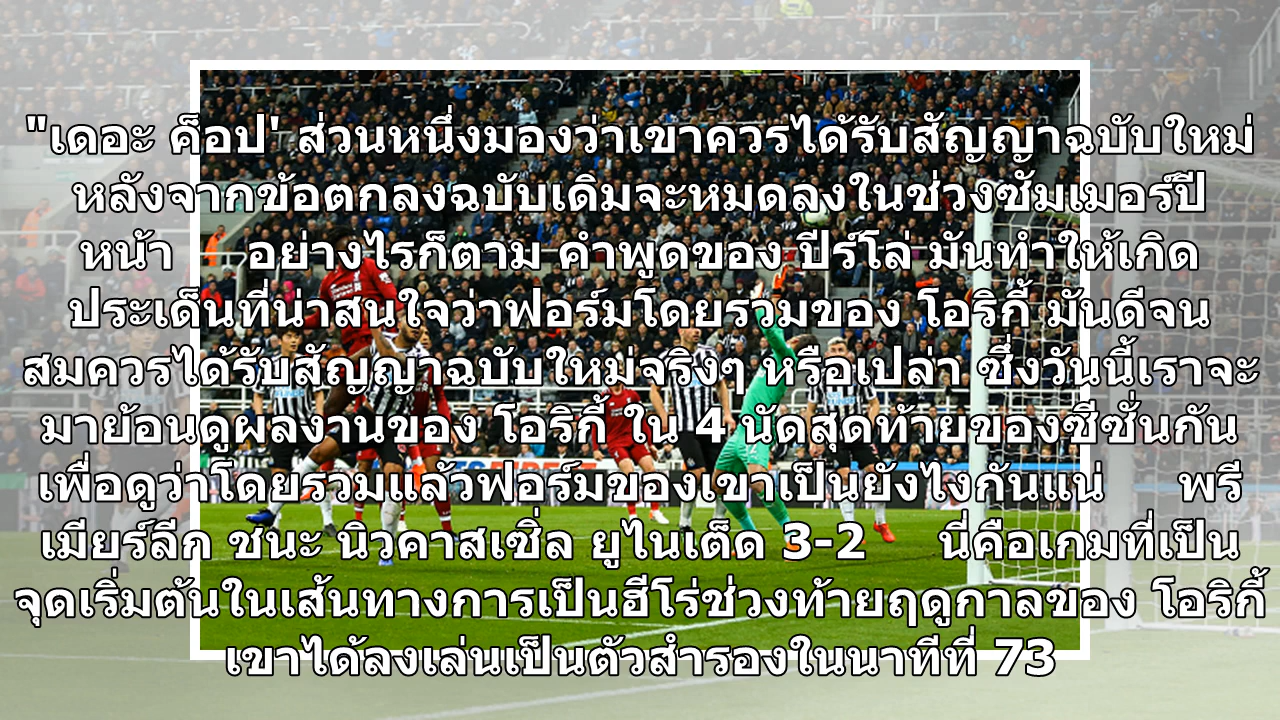 "เดอะ ค็อป' ส่วนหนึ่งมองว่าเขาควรได้รับสัญญาฉบับใหม่
หลังจากข้อตกลงฉบับเดิมจะหมดลงในช่วงซัมเมอร์ปี
หน้า อย่างไรก็ตาม คำพูดของ ปีร์โล่ มันทำให้เกิด
ประเด็นที่น่าสนใจว่าฟอร์มโดยรวมของ โอริกี้ มันดีจน
สมควรได้รับสัญญาฉบับใหม่จริงๆ หรือเปล่า ซึ่งวันนี้เราจะ
มาย้อนดูผลงานของ โอริกี้ ใน 4 นัดสุดท้ายของซีซั่นกัน
เพื่อดูว่าโดยรวมแล้วฟอร์มของเขาเป็นยังไงกันแน่ พรี
เมียร์ลีก ชนะ นิวคาสเซิ่ล ยูไนเต็ด 3-2 นี่คือเกมที่เป็น
จุดเริ่มต้นในเส้นทางการเป็นฮีโร่ช่วงท้ายฤดูกาลของ โอริกี้
เขาได้ลงเล่นเป็นตัวสำรองในนาทีที่ 73